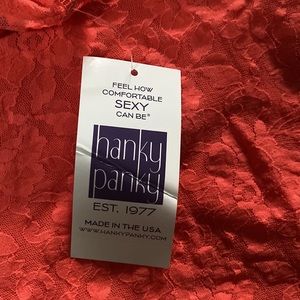 FEEL HOW
COMFORTABLE
SEXY
CAN BE®
hanky
panky
EST. 1977
MADE IN THE USA
WWW.HANKYPANKY.COM